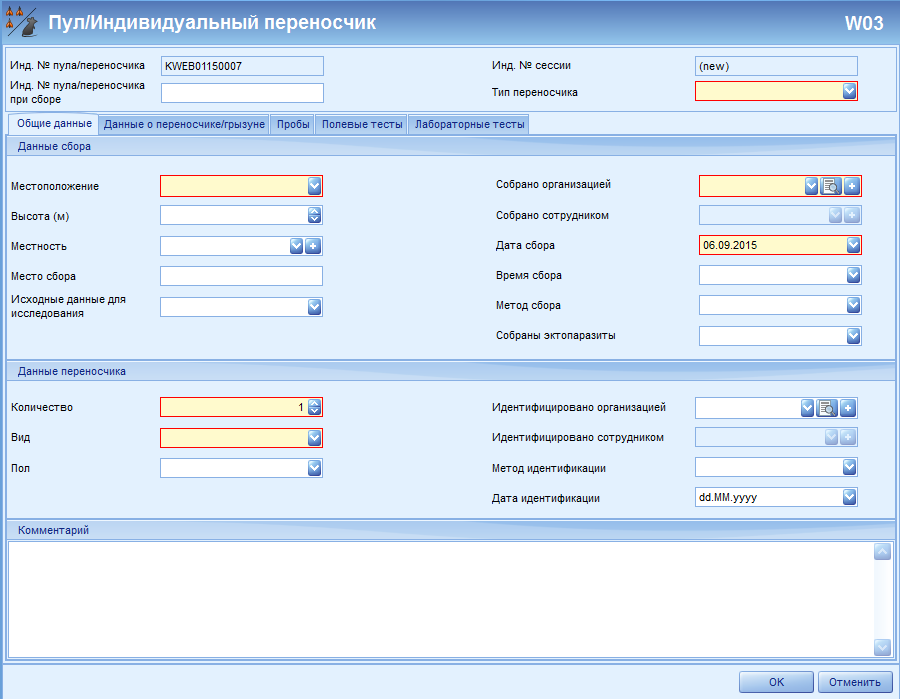 Пул/Индивидуальный переносчик
W03
Инд. № пула/переносчика
KWEB01150007
Инд. № сессии
(new)
Инд. № пула/переносчика
при сборе
Тип переносчика
Общие данные
Данные о переносчике/грызуне
Пробы
Полевые тесты
Лабораторные тесты
Данные сбора
Местоположение
Собрано организацией
Высота (м)
Собрано сотрудником
Местность
Дата сбора
06.09.2015
Место сбора
Время сбора
Исходные данные для
исследования
Метод сбора
Собраны эктопаразиты
Данные переносчика
Количество
1
Идентифицировано организацией
Вид
Идентифицировано сотрудником
Пол
Метод идентификации
Дата идентификации
dd.MM.yyyy
Комментарий
OK
Отменить